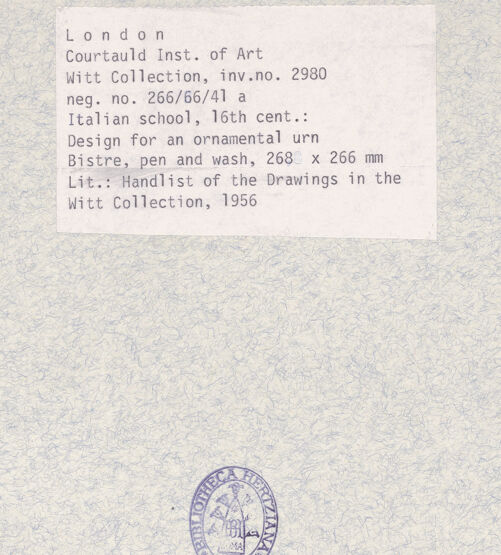 L o n d o n
Courtauld Inst. of Art
Witt Collection, inv.no. 2980
neg. no. 266/66/41 a
Italian school, 16th cent.:
Design for an ornamental urn
Bistre, pen and wash, 268 x 266 mm
Lit.: Handlist of the Drawings in the
Witt Collection, 1956
BIBLIOTHECA HERTZIANA